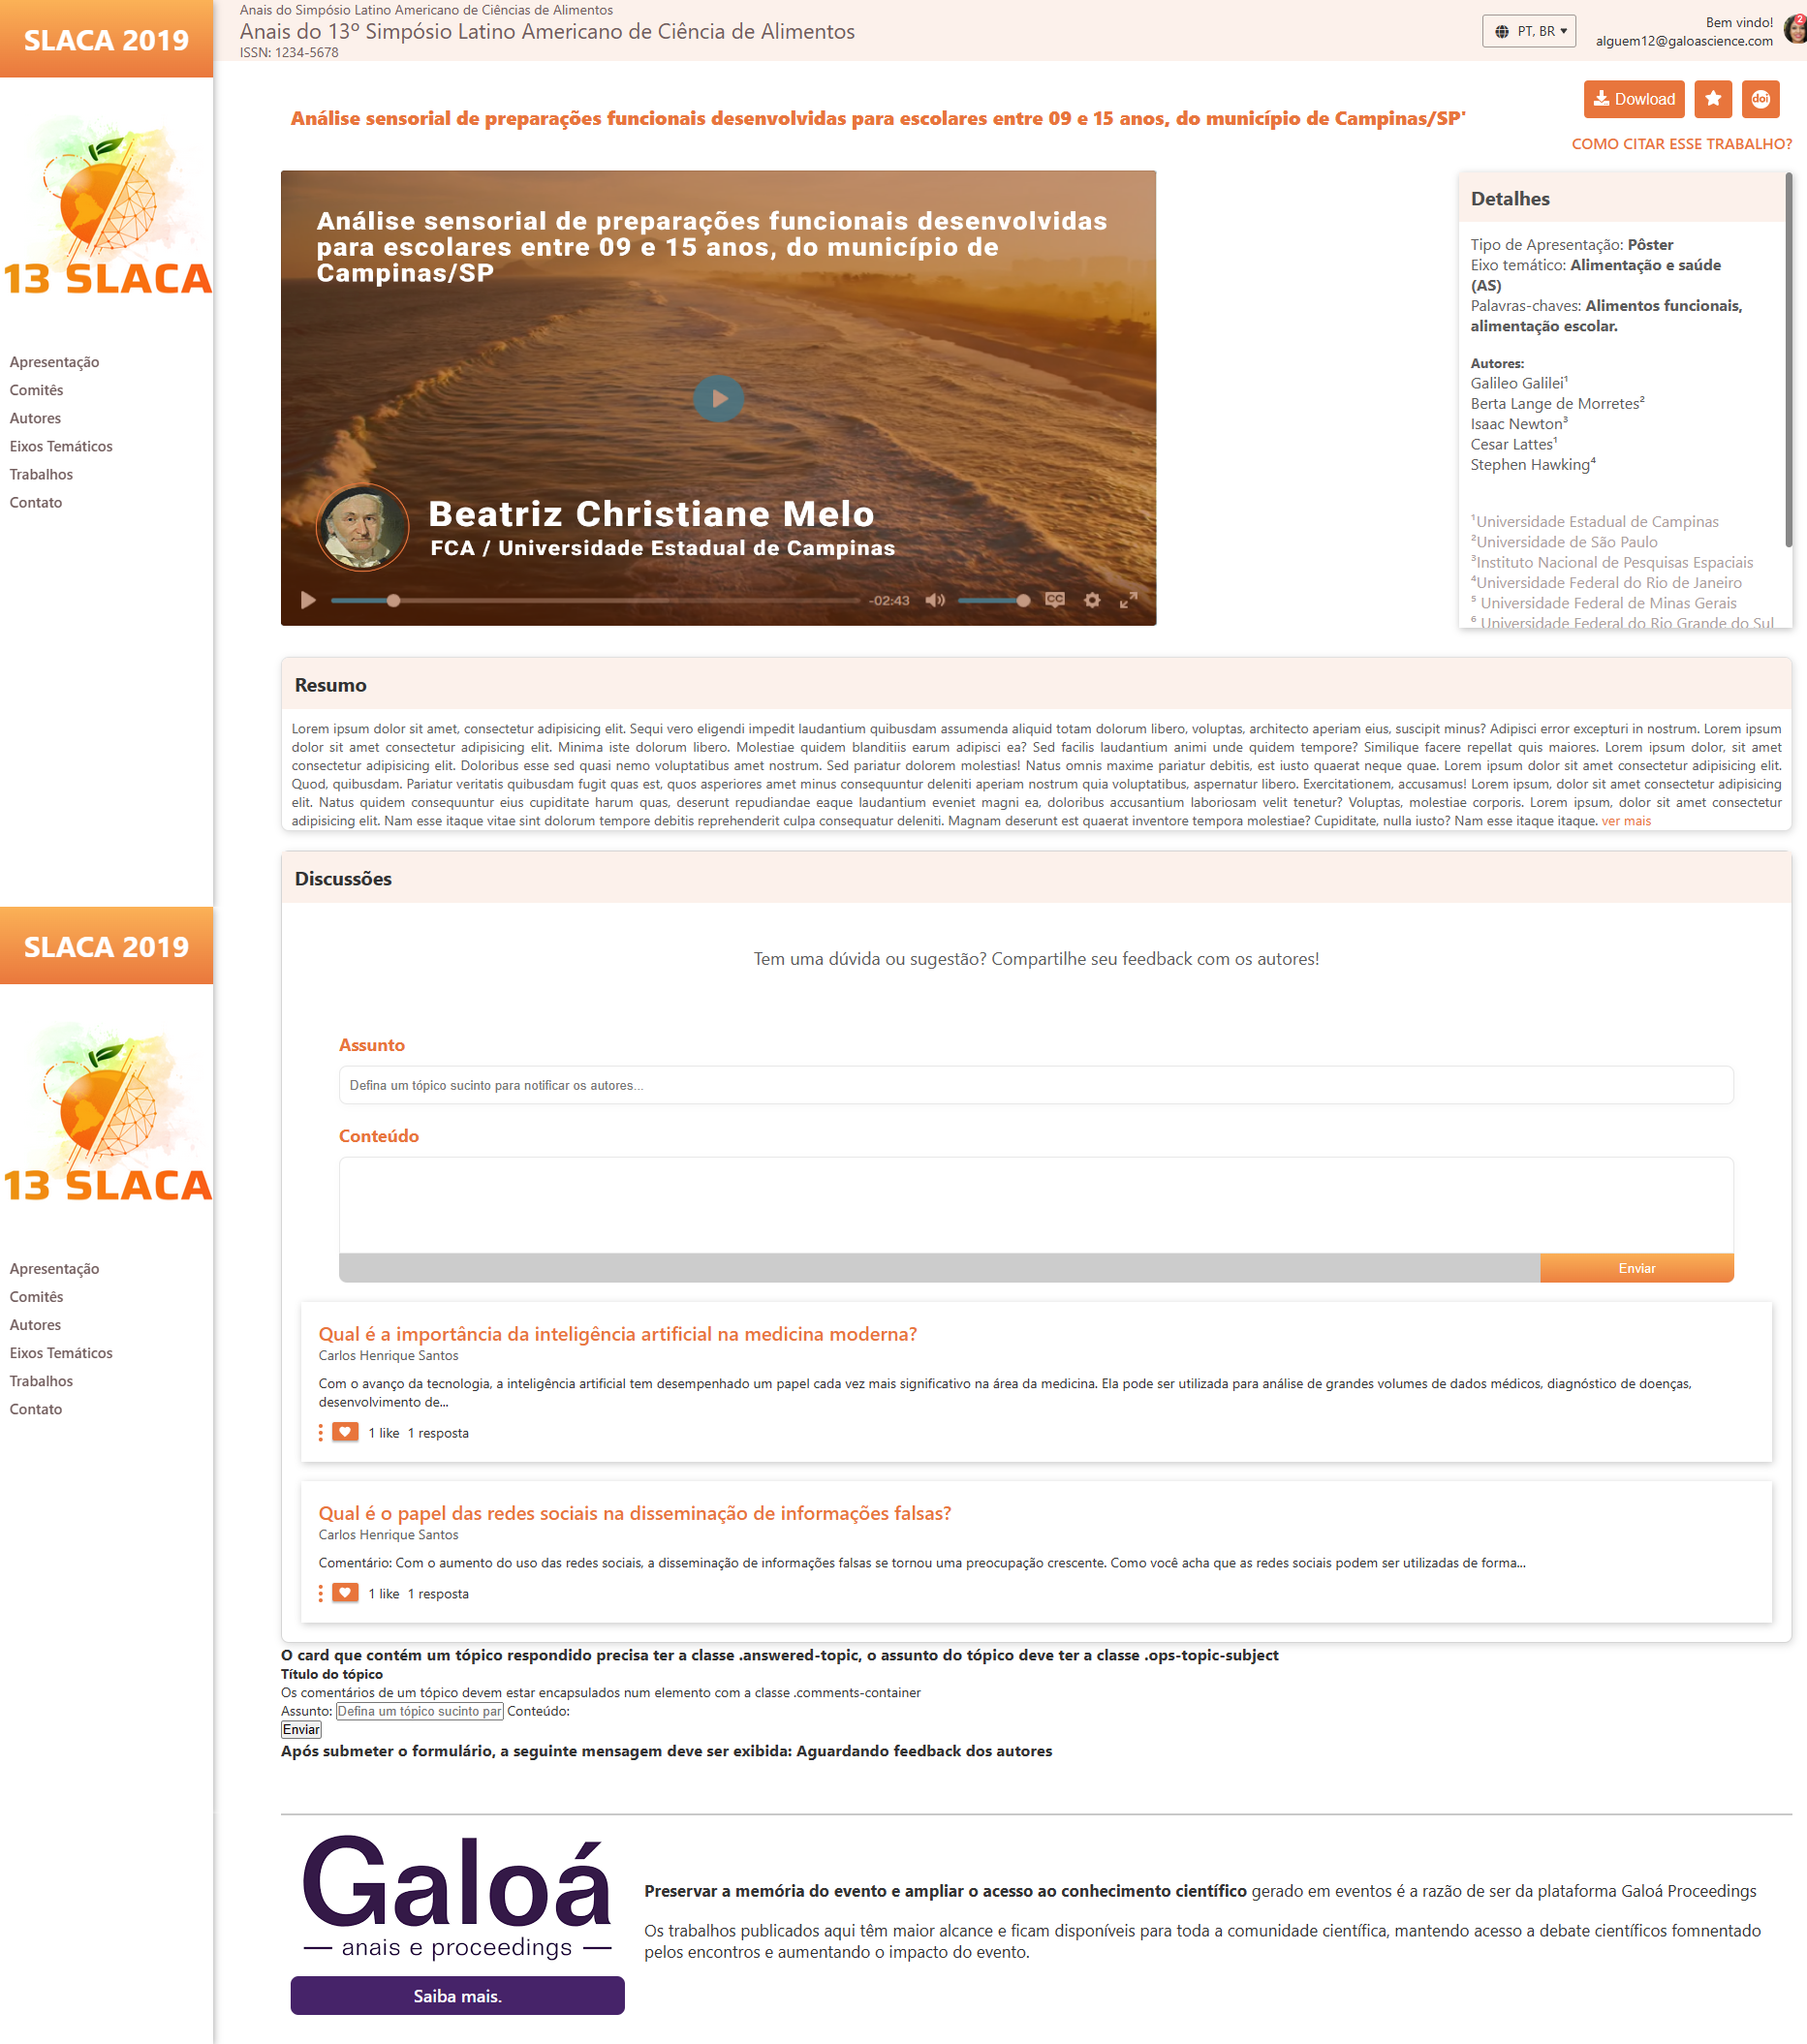 SLACA 2019
13 SLACA
Apresentação
Comitês
Autores
Eixos Temáticos
Trabalhos
Contato
Anais do Simpósio Latino Americano de Ciências de Alimentos
Anais do 13º Simpósio Latino Americano de Ciência de Alimentos
ISSN: 1234-5678
PT, BR
Bem vindo!
alguem12@galoascience.com
2
Análise sensorial de preparações funcionais desenvolvidas para escolares entre 09 e 15 anos, do município de Campinas/SP'
Dowload
doi
COMO CITAR ESSE TRABALHO?
Análise sensorial de preparações funcionais desenvolvidas
para escolares entre 09 e 15 anos, do município de
Campinas/SP
Beatriz Christiane Melo
FCA / Universidade Estadual de Campinas
-02:43
CC
Detalhes
Tipo de Apresentação: Pôster
Eixo temático: Alimentação e saúde
(AS)
Palavras-chaves: Alimentos funcionais,
alimentação escolar.
Autores:
Galileo Galilei¹
Berta Lange de Morretes²
Isaac Newton³
Cesar Lattes¹
Stephen Hawking⁴
¹Universidade Estadual de Campinas
²Universidade de São Paulo
³Instituto Nacional de Pesquisas Espaciais
⁴Universidade Federal do Rio de Janeiro
⁵ Universidade Federal de Minas Gerais
⁶ Universidade Federal do Rio Grande do Sul
Resumo
Lorem ipsum dolor sit amet, consectetur adipisicing elit. Sequi vero eligendi impedit laudantium quibusdam assumenda aliquid totam dolorum libero, voluptas, architecto aperiam eius, suscipit minus? Adipisci error excepturi in nostrum. Lorem ipsum
dolor sit amet consectetur adipisicing elit. Minima iste dolorum libero. Molestiae quidem blanditiis earum adipisci ea? Sed facilis laudantium animi unde quidem tempore? Similique facere repellat quis maiores. Lorem ipsum dolor, sit amet
consectetur adipisicing elit. Doloribus esse sed quasi nemo voluptatibus amet nostrum. Sed pariatur dolorem molestias! Natus omnis maxime pariatur debitis, est iusto quaerat neque quae. Lorem ipsum dolor sit amet consectetur adipisicing elit.
Quod, quibusdam. Pariatur veritatis quibusdam fugit quas est, quos asperiores amet minus consequuntur deleniti aperiam nostrum quia voluptatibus, aspernatur libero. Exercitationem, accusamus! Lorem ipsum, dolor sit amet consectetur adipisicing
elit. Natus quidem consequuntur eius cupiditate harum quas, deserunt repudiandae eaque laudantium eveniet magni ea, doloribus accusantium laboriosam velit tenetur? Voluptas, molestiae corporis. Lorem ipsum, dolor sit amet consectetur
adipisicing elit. Nam esse itaque vitae sint dolorum tempore debitis reprehenderit culpa consequatur deleniti. Magnam deserunt est quaerat inventore tempora molestiae? Cupiditate, nulla iusto? Nam esse itaque itaque. ver mais
Discussões
Tem uma dúvida ou sugestão? Compartilhe seu feedback com os autores!
Assunto
Defina um tópico sucinto para notificar os autores...
Conteúdo
Enviar
Qual é a importância da inteligência artificial na medicina moderna?
Carlos Henrique Santos
Com o avanço da tecnologia, a inteligência artificial tem desempenhado um papel cada vez mais significativo na área da medicina. Ela pode ser utilizada para análise de grandes volumes de dados médicos, diagnóstico de doenças,
desenvolvimento de...
1 like 1 resposta
Qual é o papel das redes sociais na disseminação de informações falsas?
Carlos Henrique Santos
Comentário: Com o aumento do uso das redes sociais, a disseminação de informações falsas se tornou uma preocupação crescente. Como você acha que as redes sociais podem ser utilizadas de forma...
1 like 1 resposta
O card que contém um tópico respondido precisa ter a classe .answered-topic, o assunto do tópico deve ter a classe .ops-topic-subject
Título do tópico
Os comentários de um tópico devem estar encapsulados num elemento com a classe .comments-container
Assunto: Defina um tópico sucinto par Conteúdo:
Enviar
Após submeter o formulário, a seguinte mensagem deve ser exibida: Aguardando feedback dos autores
SLACA 2019
13 SLACA
Apresentação
Comitês
Autores
Eixos Temáticos
Trabalhos
Contato
Galoá
anais e proceedings
Saiba mais.
Preservar a memória do evento e ampliar o acesso ao conhecimento científico gerado em eventos é a razão de ser da plataforma Galoá Proceedings
Os trabalhos publicados aqui têm maior alcance e ficam disponíveis para toda a comunidade científica, mantendo acesso a debate científicos fomnentado
pelos encontros e aumentando o impacto do evento.